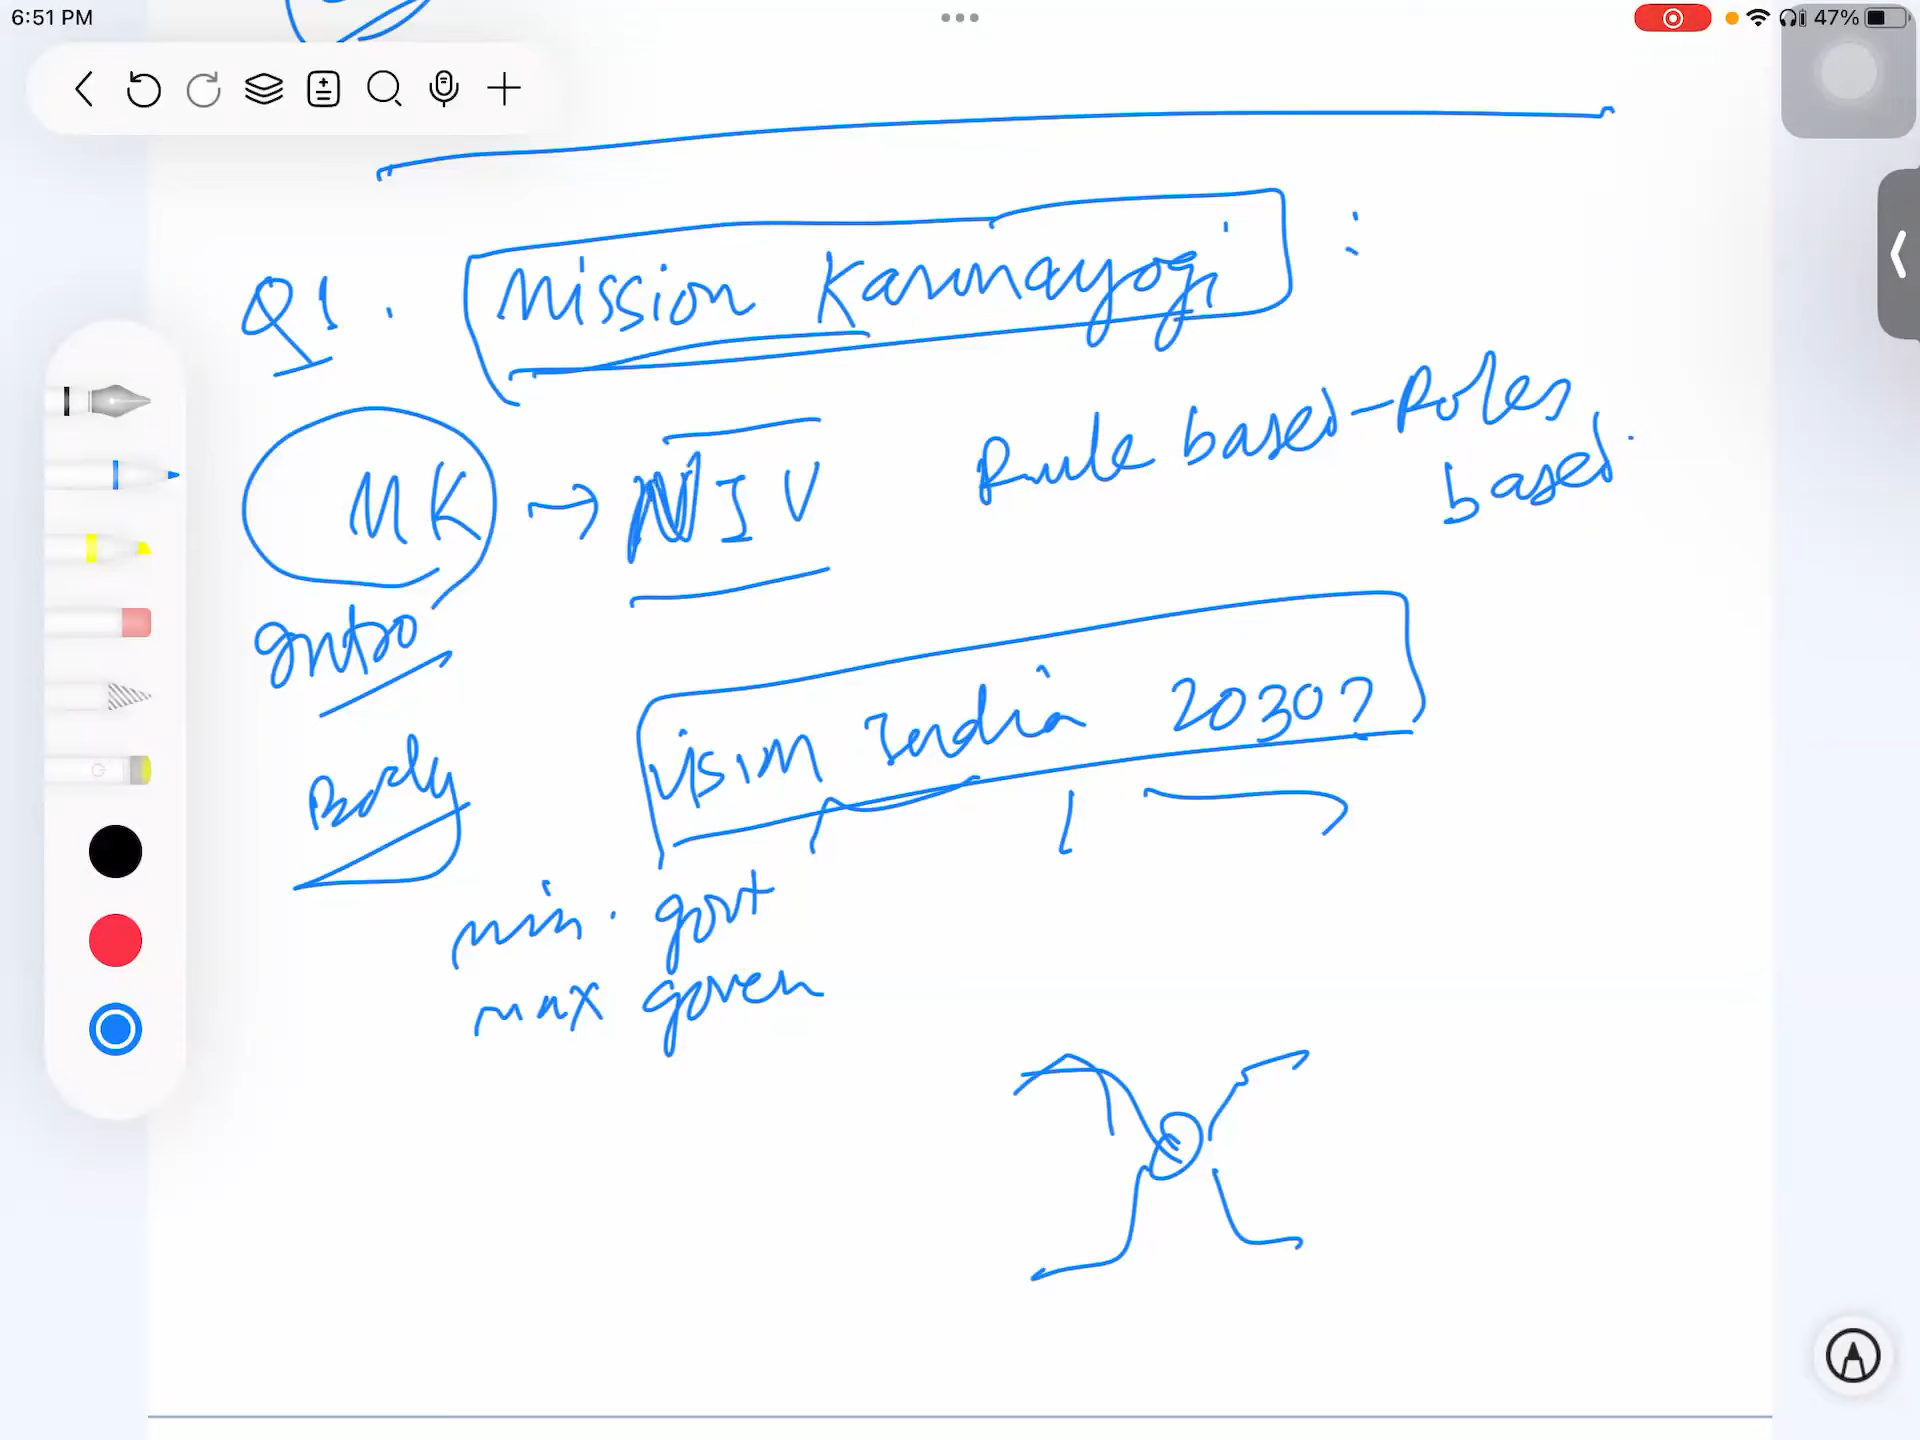 6:51 PM
47%
Q1. Mission Karmayogi :
MK → NIV
Rule based - Roles
based.
Intro
Vision India 2030?
Body
min. govt
max govern